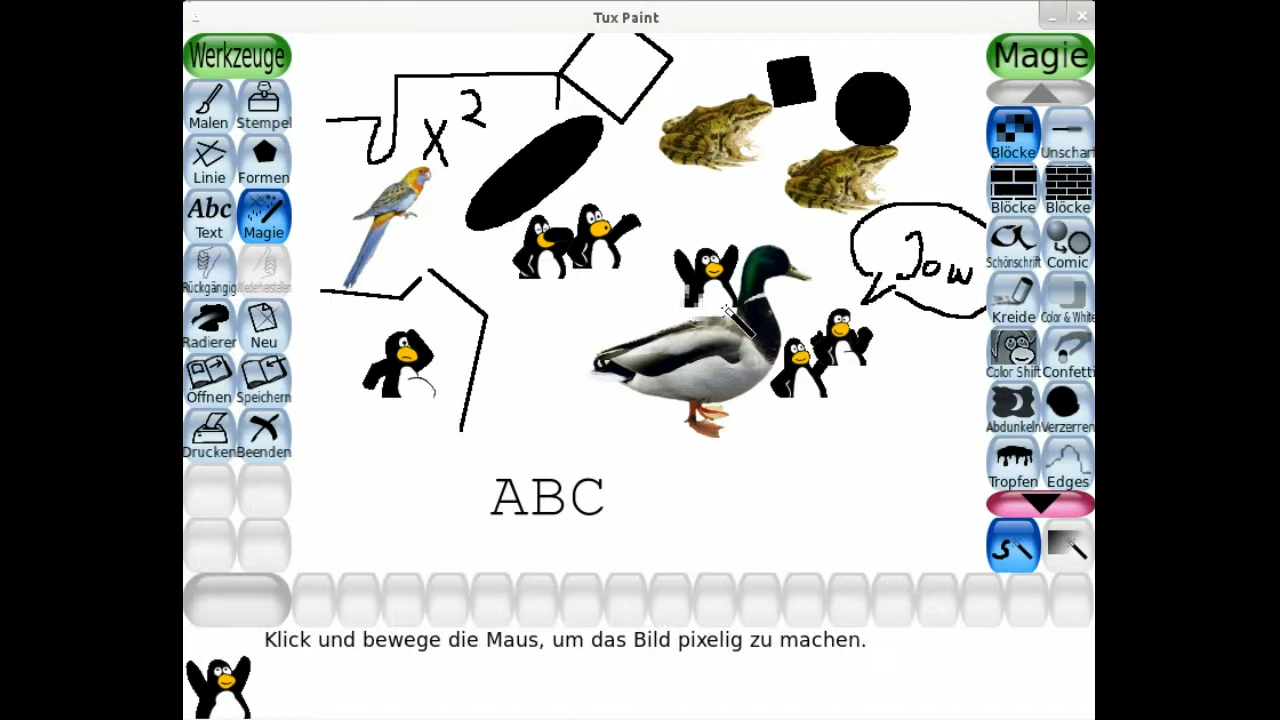 Tux Paint
Werkzeuge
Magie
Malen
Stempel
Linie
Formen
Abc
Text
Magie
Rückgängig
Radierer
Neu
Öffnen
Speichern
Drucken
Beenden
x²
Jow
ABC
Blöcke
Unschar
Blöcke
Blöcke
Schönschrift
Comic
Kreide
Color & White
Color Shift
Confetti
Abdunkeln
Verzerren
Tropfen
Edges
Klick und bewege die Maus, um das Bild pixelig zu machen.